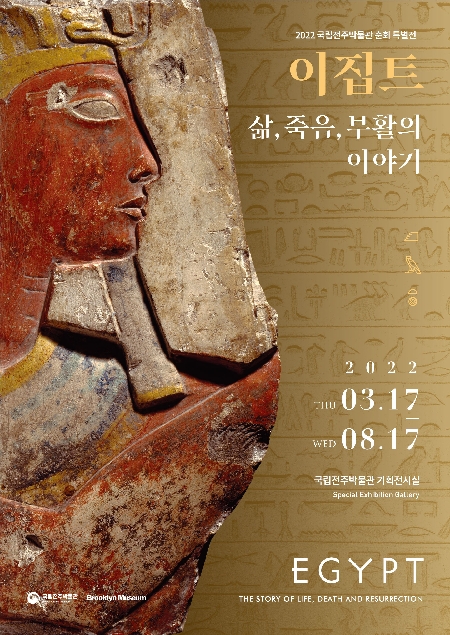 2022 국립전주박물관 순회 특별전
이집트
삶, 죽음, 부활의
이야기
2022
THU 03.17
WED 08.17
국립전주박물관 기획전시실
Special Exhibition Gallery
EGYPT
THE STORY OF LIFE, DEATH AND RESURRECTION
국립전주박물관 Brooklyn Museum